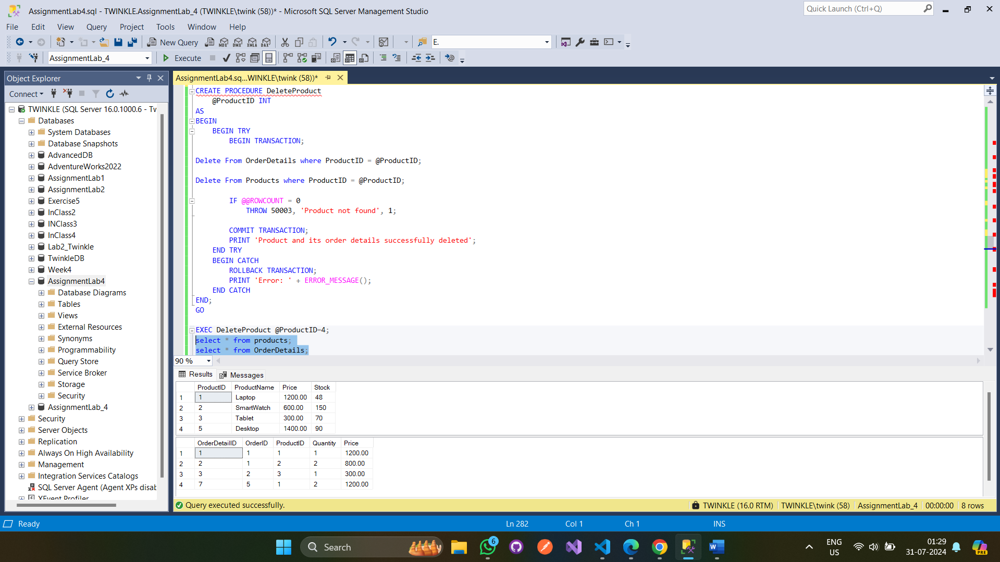 AssignmentLab4.sql - TWINKLE.AssignmentLab_4 (TWINKLE\twink (58))* - Microsoft SQL Server Management Studio
Quick Launch (Ctrl+Q)
File Edit View Query Project Tools Window Help
New Query MDX DMX XMLA DAX E.
AssignmentLab_4 Execute
Object Explorer
Connect
TWINKLE (SQL Server 16.0.1000.6 - Tv
Databases
System Databases
Database Snapshots
AdvancedDB
AdventureWorks2022
AssignmentLab1
AssignmentLab2
Exercise5
InClass2
INClass3
InClass4
Lab2_Twinkle
TwinkleDB
Week4
AssignmentLab4
Database Diagrams
Tables
Views
External Resources
Synonyms
Programmability
Query Store
Service Broker
Storage
Security
AssignmentLab_4
Security
Server Objects
Replication
Always On High Availability
Management
Integration Services Catalogs
SQL Server Agent (Agent XPs disab
XEvent Profiler
AssignmentLab4.sq...WINKLE\twink (58))*
CREATE PROCEDURE DeleteProduct
@ProductID INT
AS
BEGIN
BEGIN TRY
BEGIN TRANSACTION;
Delete From OrderDetails where ProductID = @ProductID;
Delete From Products where ProductID = @ProductID;
IF @@ROWCOUNT = 0
THROW 50003, 'Product not found', 1;
COMMIT TRANSACTION;
PRINT 'Product and its order details successfully deleted';
END TRY
BEGIN CATCH
ROLLBACK TRANSACTION;
PRINT 'Error: ' + ERROR_MESSAGE();
END CATCH
END;
GO
EXEC DeleteProduct @ProductID=4;
select * from products;
select * from OrderDetails;
90 %
Results Messages
ProductID ProductName Price Stock
1 1 Laptop 1200.00 48
2 2 SmartWatch 600.00 150
3 3 Tablet 300.00 70
4 5 Desktop 1400.00 90
OrderDetailID OrderID ProductID Quantity Price
1 1 1 1 1 1200.00
2 2 1 2 2 800.00
3 3 2 3 1 300.00
4 7 5 1 2 1200.00
Query executed successfully. TWINKLE (16.0 RTM) TWINKLE\twink (58) AssignmentLab_4 00:00:00 8 rows
Ready Ln 282 Col 1 Ch 1 INS
Search 6 ENG US 01:29 31-07-2024 PRE